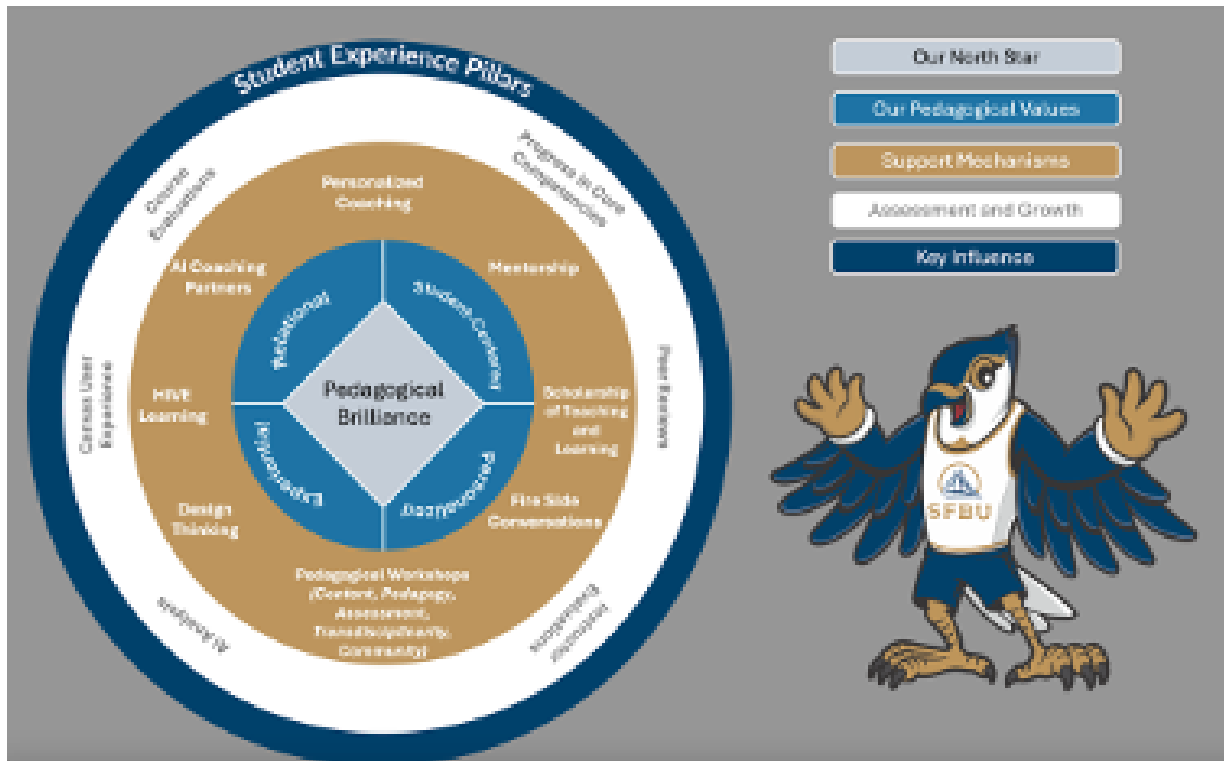 Student Experience Pillars
Course
Evaluations
Progress in Core
Competencies
Personalized
Coaching
AI Coaching
Partners
Mentorship
Relational
Student-Centered
Canvas User
Experience
HIVE
Learning
Pedagogical
Brilliance
Scholarship
of Teaching
and
Learning
Peer Reviews
Experiential
Personalized
Design
Thinking
Fire Side
Conversations
Pedagogical Workshops
(Content, Pedagogy,
Assessment,
Transdisciplinarity,
Community)
AI Analysis
Evaluations
Our North Star
Our Pedagogical Values
Support Mechanisms
Assessment and Growth
Key Influence
SFBU